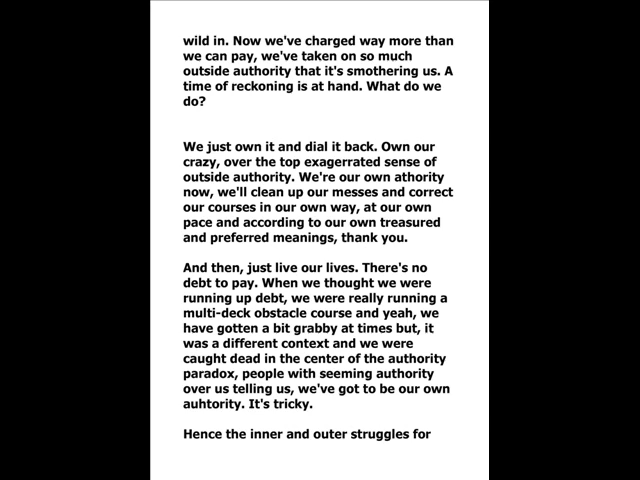 wild in. Now we've charged way more than
we can pay, we've taken on so much
outside authority that it's smothering us. A
time of reckoning is at hand. What do we
do?
We just own it and dial it back. Own our
crazy, over the top exagerrated sense of
outside authority. We're our own athority
now, we'll clean up our messes and correct
our courses in our own way, at our own
pace and according to our own treasured
and preferred meanings, thank you.
And then, just live our lives. There's no
debt to pay. When we thought we were
running up debt, we were really running a
multi-deck obstacle course and yeah, we
have gotten a bit grabby at times but, it
was a different context and we were
caught dead in the center of the authority
paradox, people with seeming authority
over us telling us, we've got to be our own
auhtority. It's tricky.
Hence the inner and outer struggles for